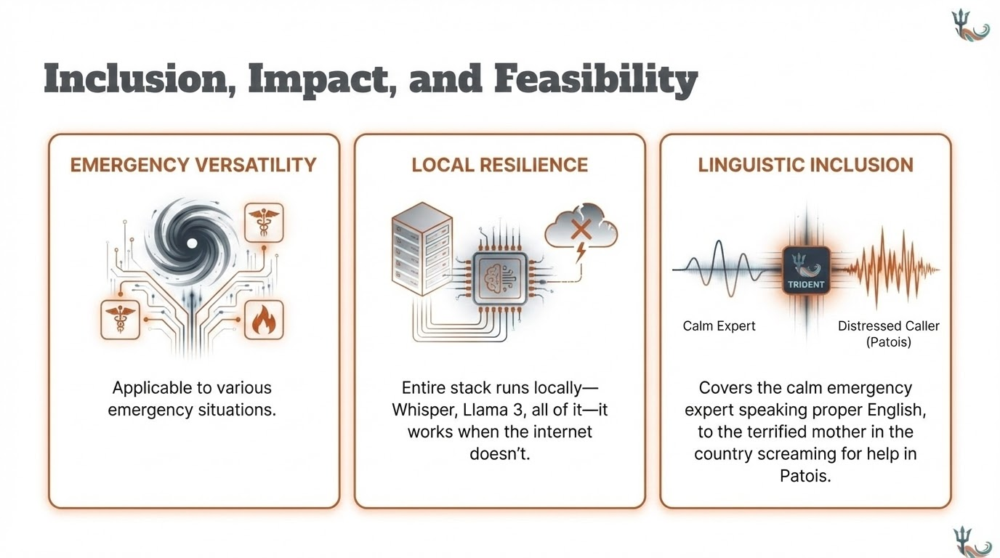 Inclusion, Impact, and Feasibility
EMERGENCY VERSATILITY
Applicable to various
emergency situations.
LOCAL RESILIENCE
Entire stack runs locally—
Whisper, Llama 3, all of it—it
works when the internet
doesn’t.
LINGUISTIC INCLUSION
TRIDENT
Calm Expert
Distressed Caller
(Patois)
Covers the calm emergency
expert speaking proper English,
to the terrified mother in the
country screaming for help in
Patois.